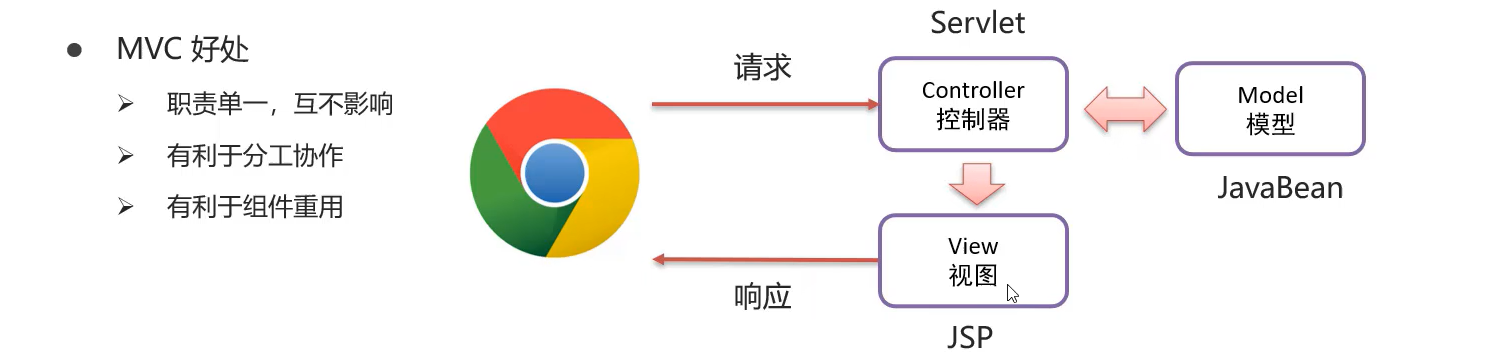 MVC 好处
职责单一，互不影响
有利于分工协作
有利于组件重用
请求
响应
Servlet
Controller
控制器
Model
模型
JavaBean
View
视图
JSP